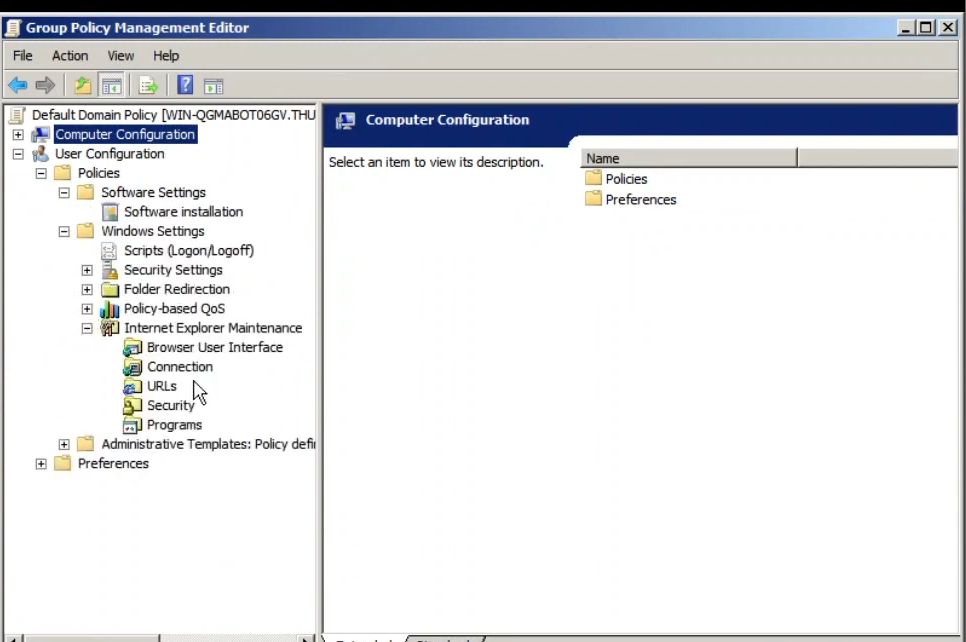 Group Policy Management Editor
File Action View Help
Default Domain Policy [WIN-QGMABOT06GV.THU
Computer Configuration
User Configuration
Policies
Software Settings
Software installation
Windows Settings
Scripts (Logon/Logoff)
Security Settings
Folder Redirection
Policy-based QoS
Internet Explorer Maintenance
Browser User Interface
Connection
URLs
Security
Programs
Administrative Templates: Policy defin
Preferences
Computer Configuration
Select an item to view its description.
Name
Policies
Preferences
Extended Standard